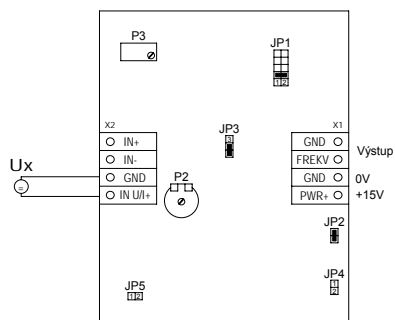 P3
JP1
1 2
JP3
3
X2
X1
IN+
IN-
GND
IN U/I+
Ux
=
P2
GND
FREKV
GND
PWR+
Výstup
0V
+15V
JP2
JP4
1
2
JP5
1 2